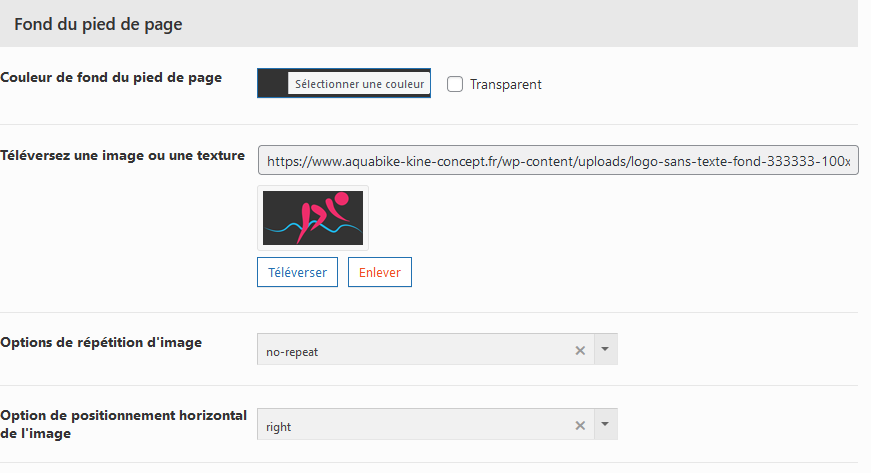 Fond du pied de page
Couleur de fond du pied de page
Sélectionner une couleur
Transparent
Téléversez une image ou une texture
https://www.aquabike-kine-concept.fr/wp-content/uploads/logo-sans-texte-fond-333333-100x
Téléverser
Enlever
Options de répétition d'image
no-repeat
Option de positionnement horizontal
de l'image
right